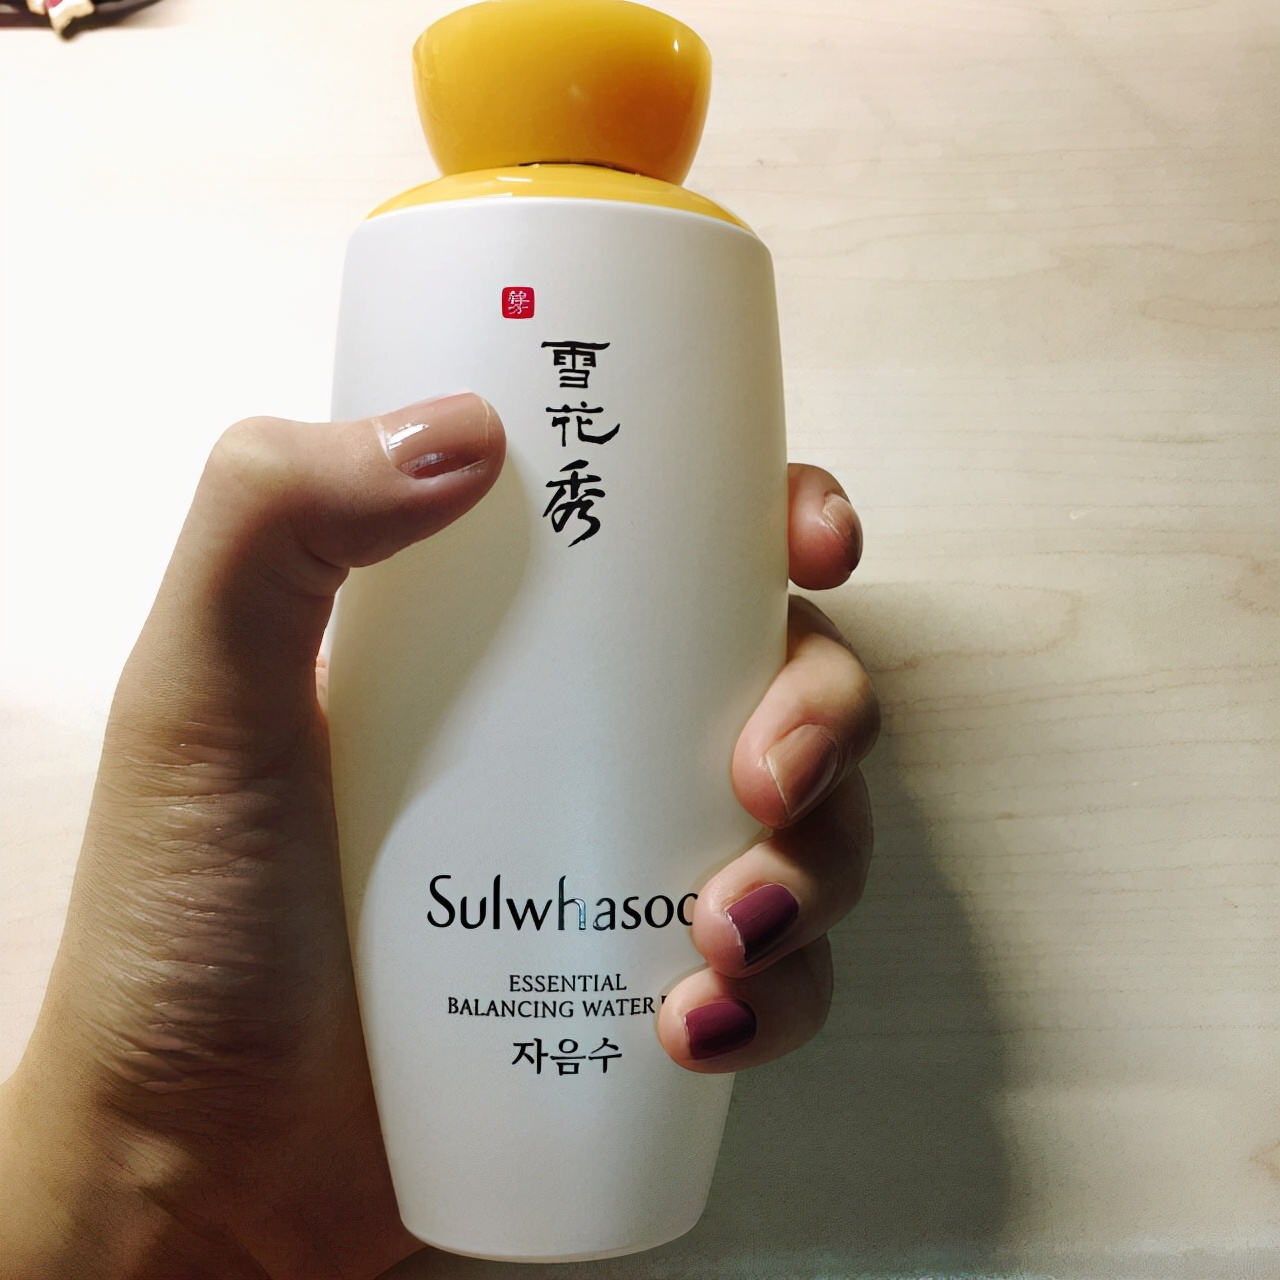 雪花秀
Sulwhasoo
ESSENTIAL
BALANCING WATER
자음수